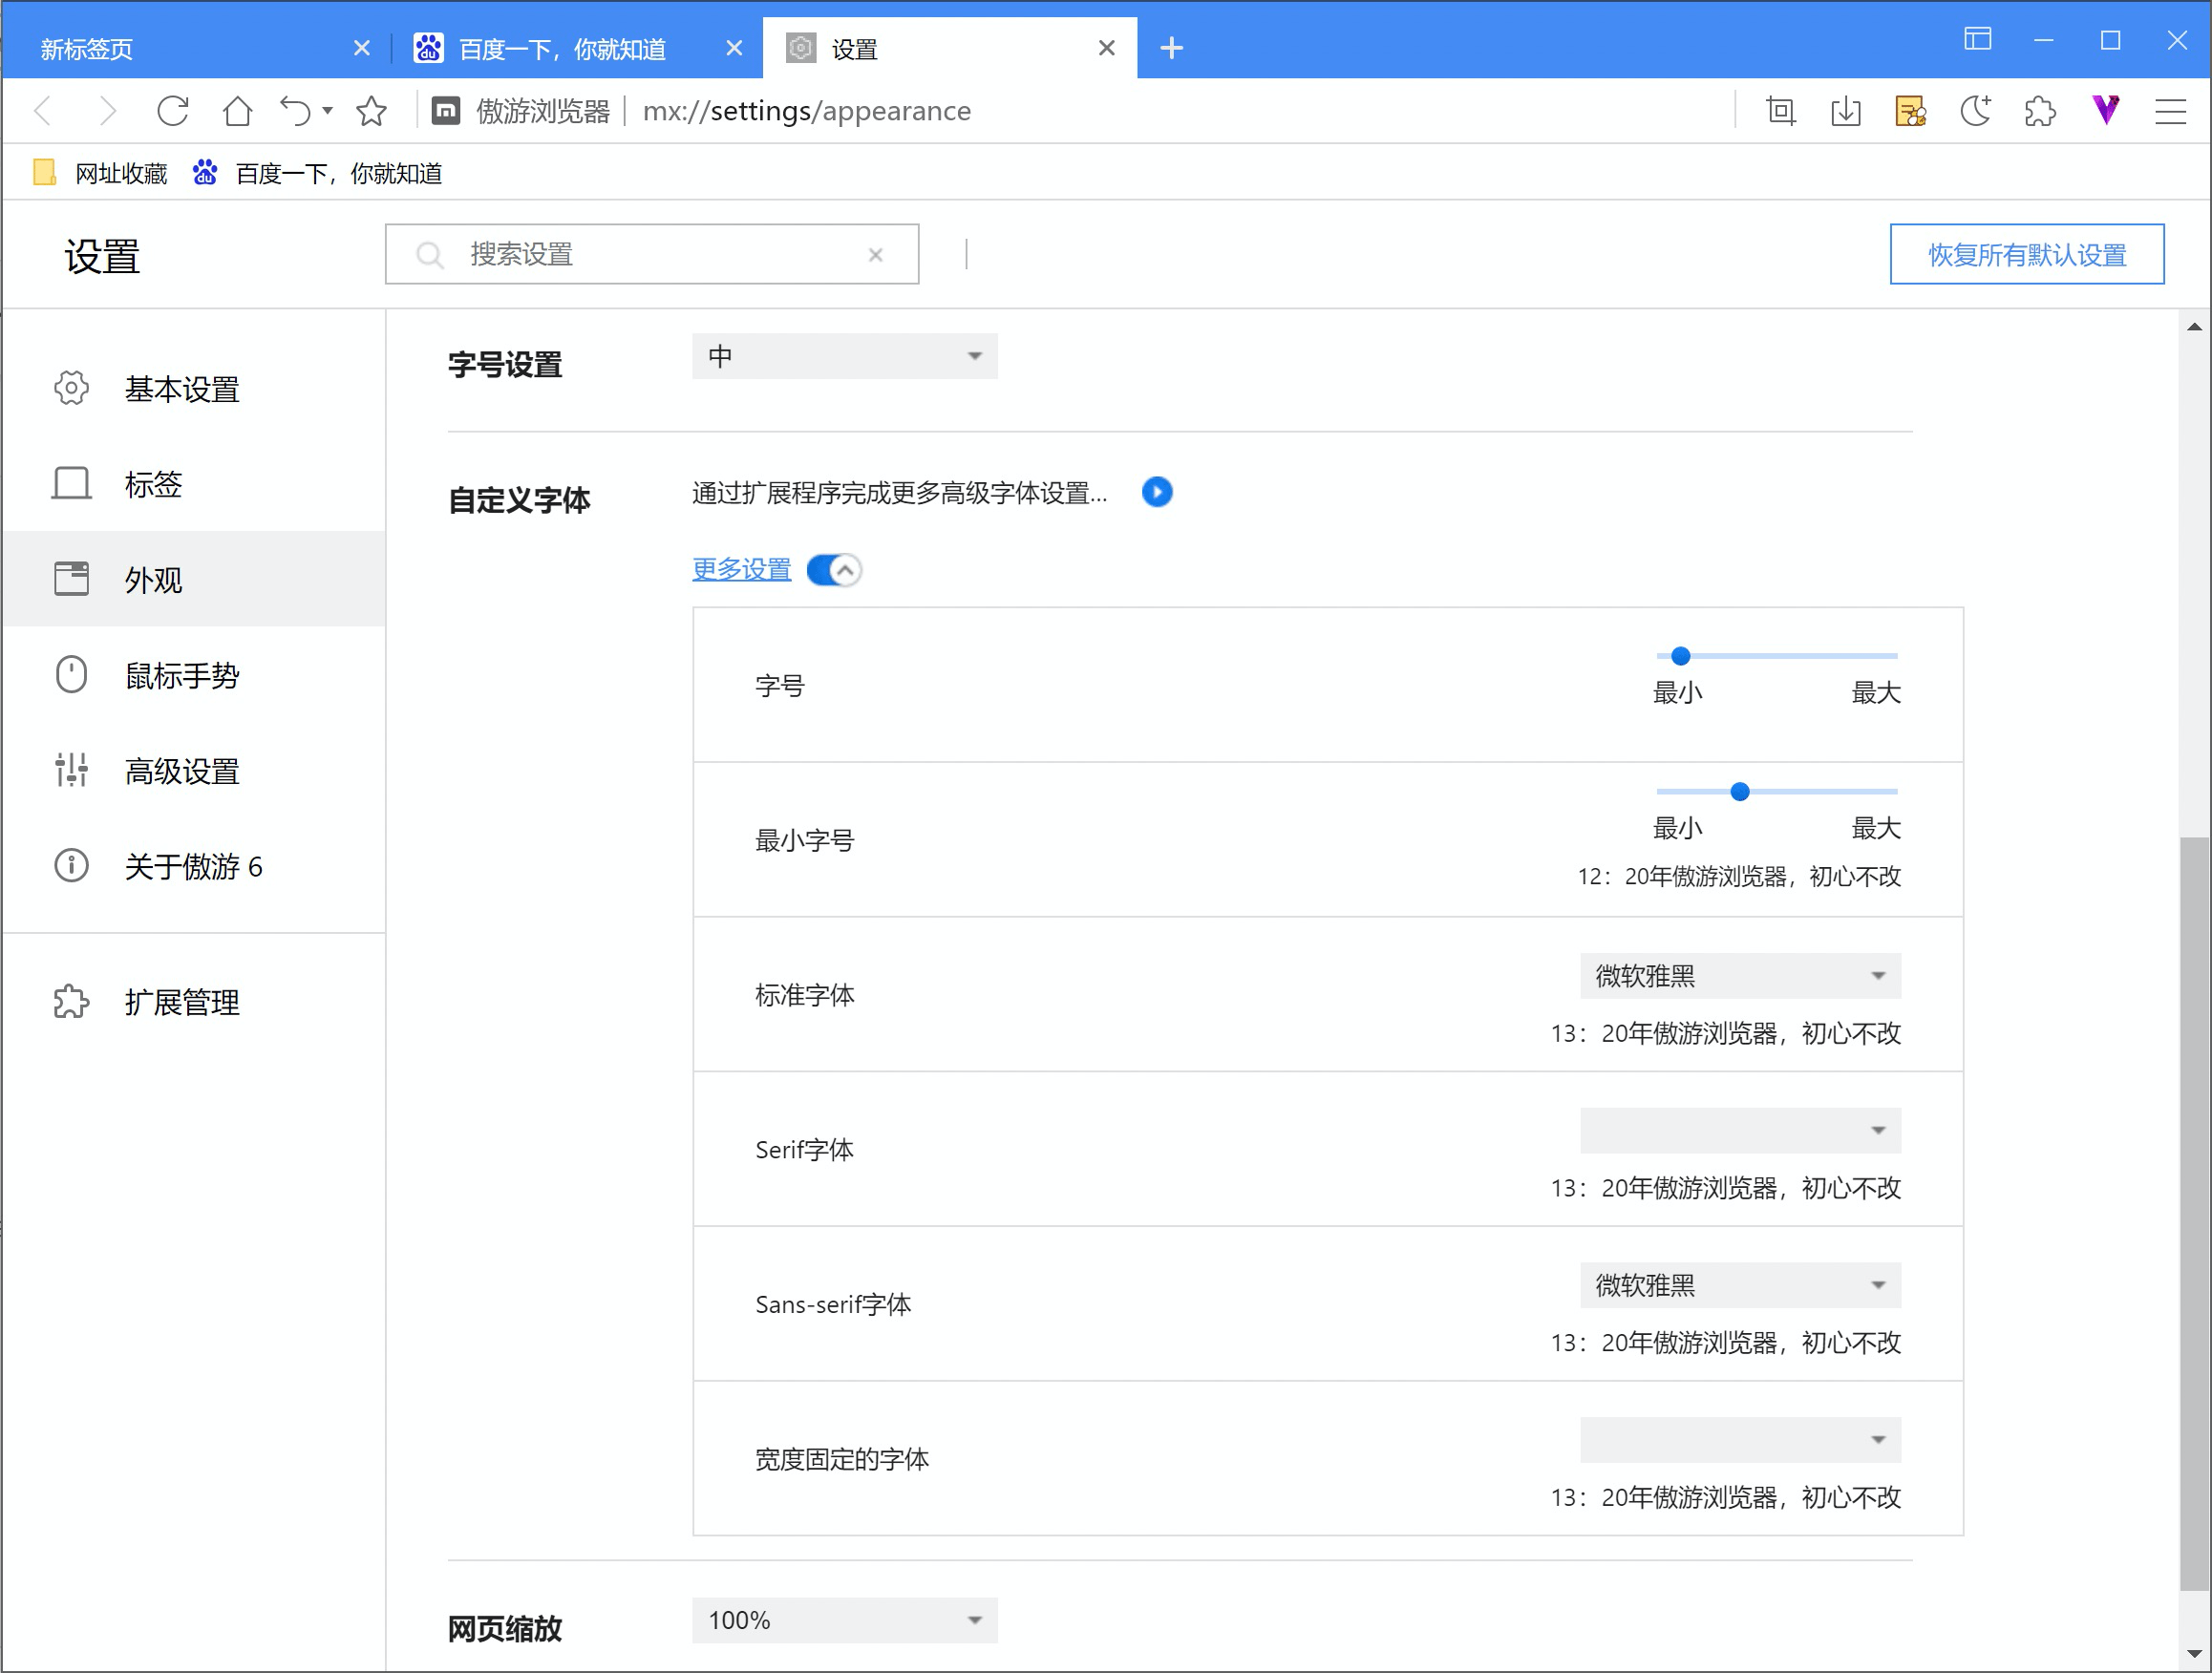 新标签页
百度一下，你就知道
设置
傲游浏览器 mx://settings/appearance
网址收藏 百度一下，你就知道
设置
搜索设置
恢复所有默认设置
基本设置
标签
外观
鼠标手势
高级设置
关于傲游 6
扩展管理
字号设置 中
自定义字体 通过扩展程序完成更多高级字体设置...
更多设置
字号
最小 最大
最小字号
最小 最大
12：20年傲游浏览器，初心不改
标准字体
微软雅黑
13：20年傲游浏览器，初心不改
Serif字体
13：20年傲游浏览器，初心不改
Sans-serif字体
微软雅黑
13：20年傲游浏览器，初心不改
宽度固定的字体
13：20年傲游浏览器，初心不改
网页缩放 100%